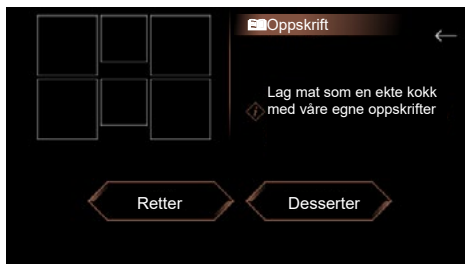 Oppskrift
Lag mat som en ekte kokk
med våre egne oppskrifter
Retter
Desserter